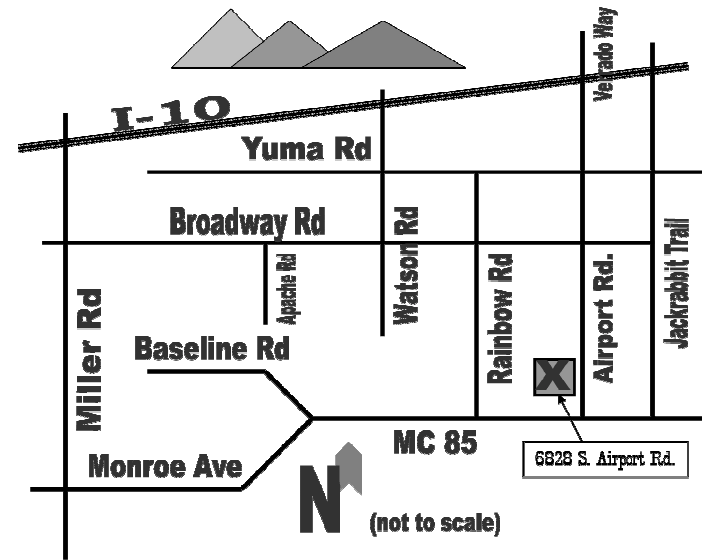 Verrado Way
I-10
Yuma Rd
Broadway Rd
Apache Rd
Watson Rd
Rainbow Rd
Airport Rd.
Jackrabbit Trail
Miller Rd
Baseline Rd
X
MC 85
6828 S. Airport Rd.
Monroe Ave
N
(not to scale)